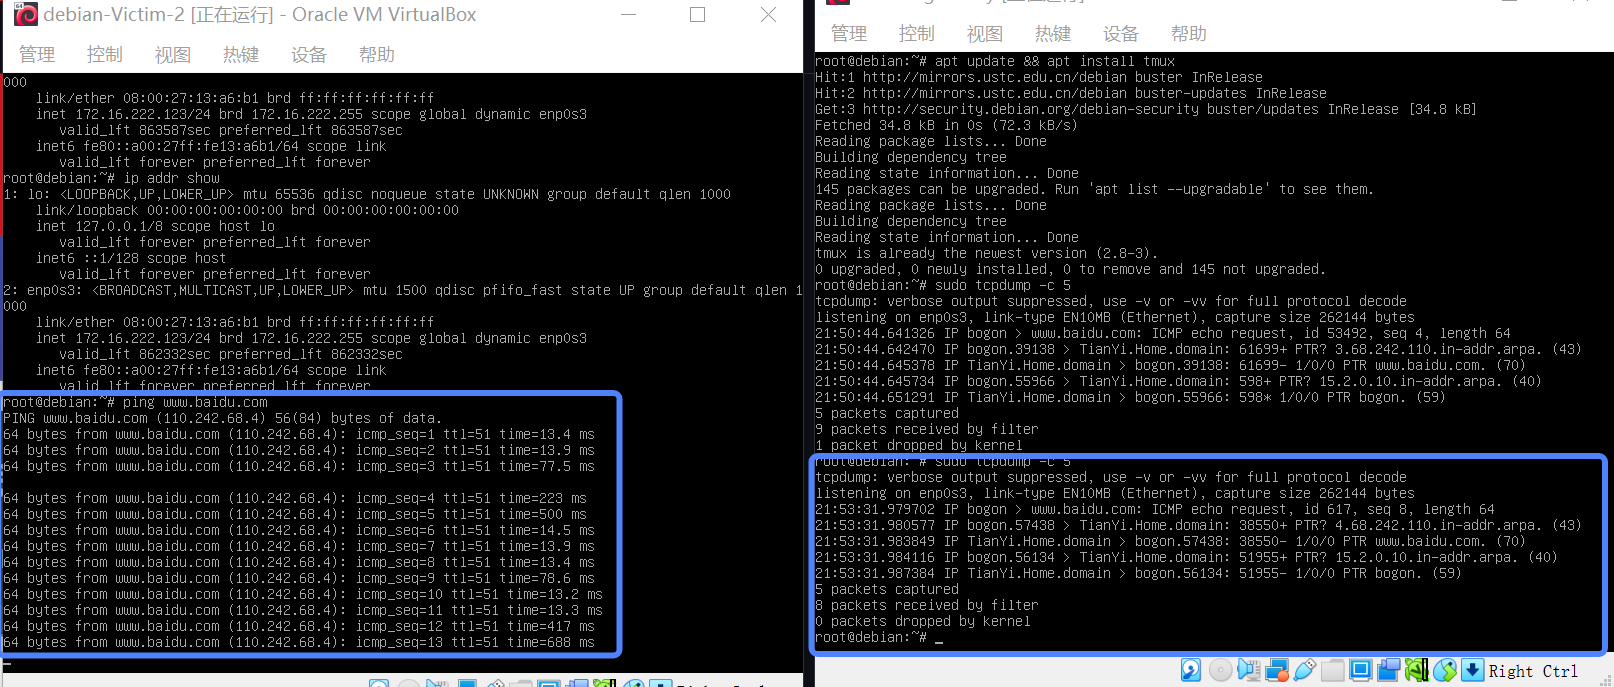 debian-Victim-2 [正在运行] - Oracle VM VirtualBox
管理 控制 视图 热键 设备 帮助
000
link/ether 08:00:27:13:a6:b1 brd ff:ff:ff:ff:ff:ff
inet 172.16.222.123/24 brd 172.16.222.255 scope global dynamic enp0s3
valid_lft 863587sec preferred_lft 863587sec
inet6 fe80::a00:27ff:fe13:a6b1/64 scope link
valid_lft forever preferred_lft forever
root@debian:~# ip addr show
1: lo: <LOOPBACK,UP,LOWER_UP> mtu 65536 qdisc noqueue state UNKNOWN group default qlen 1000
link/loopback 00:00:00:00:00:00 brd 00:00:00:00:00:00
inet 127.0.0.1/8 scope host lo
valid_lft forever preferred_lft forever
inet6 ::1/128 scope host
valid_lft forever preferred_lft forever
2: enp0s3: <BROADCAST,MULTICAST,UP,LOWER_UP> mtu 1500 qdisc pfifo_fast state UP group default qlen 1
000
link/ether 08:00:27:13:a6:b1 brd ff:ff:ff:ff:ff:ff
inet 172.16.222.123/24 brd 172.16.222.255 scope global dynamic enp0s3
valid_lft 862332sec preferred_lft 862332sec
inet6 fe80::a00:27ff:fe13:a6b1/64 scope link
valid_lft forever preferred_lft forever
root@debian:~# ping www.baidu.com
PING www.baidu.com (110.242.68.4) 56(84) bytes of data.
64 bytes from www.baidu.com (110.242.68.4): icmp_seq=1 ttl=51 time=13.4 ms
64 bytes from www.baidu.com (110.242.68.4): icmp_seq=2 ttl=51 time=13.9 ms
64 bytes from www.baidu.com (110.242.68.4): icmp_seq=3 ttl=51 time=77.5 ms
64 bytes from www.baidu.com (110.242.68.4): icmp_seq=4 ttl=51 time=223 ms
64 bytes from www.baidu.com (110.242.68.4): icmp_seq=5 ttl=51 time=500 ms
64 bytes from www.baidu.com (110.242.68.4): icmp_seq=6 ttl=51 time=14.5 ms
64 bytes from www.baidu.com (110.242.68.4): icmp_seq=7 ttl=51 time=13.9 ms
64 bytes from www.baidu.com (110.242.68.4): icmp_seq=8 ttl=51 time=13.4 ms
64 bytes from www.baidu.com (110.242.68.4): icmp_seq=9 ttl=51 time=78.6 ms
64 bytes from www.baidu.com (110.242.68.4): icmp_seq=10 ttl=51 time=13.2 ms
64 bytes from www.baidu.com (110.242.68.4): icmp_seq=11 ttl=51 time=13.3 ms
64 bytes from www.baidu.com (110.242.68.4): icmp_seq=12 ttl=51 time=417 ms
64 bytes from www.baidu.com (110.242.68.4): icmp_seq=13 ttl=51 time=688 ms
管理 控制 视图 热键 设备 帮助
root@debian:~# apt update && apt install tmux
Hit:1 http://mirrors.ustc.edu.cn/debian buster InRelease
Hit:2 http://mirrors.ustc.edu.cn/debian buster-updates InRelease
Get:3 http://security.debian.org/debian-security buster/updates InRelease [34.8 kB]
Fetched 34.8 kB in 0s (72.3 kB/s)
Reading package lists... Done
Building dependency tree
Reading state information... Done
145 packages can be upgraded. Run 'apt list --upgradable' to see them.
Reading package lists... Done
Building dependency tree
Reading state information... Done
tmux is already the newest version (2.8-3).
0 upgraded, 0 newly installed, 0 to remove and 145 not upgraded.
root@debian:~# sudo tcpdump -c 5
tcpdump: verbose output suppressed, use -v or -vv for full protocol decode
listening on enp0s3, link-type EN10MB (Ethernet), capture size 262144 bytes
21:50:44.641326 IP bogon > www.baidu.com: ICMP echo request, id 53492, seq 4, length 64
21:50:44.642470 IP bogon.39138 > TianYi.Home.domain: 61699+ PTR? 3.68.242.110.in-addr.arpa. (43)
21:50:44.645378 IP TianYi.Home.domain > bogon.39138: 61699- 1/0/0 PTR www.baidu.com. (70)
21:50:44.645734 IP bogon.55966 > TianYi.Home.domain: 598+ PTR? 15.2.0.10.in-addr.arpa. (40)
21:50:44.651291 IP TianYi.Home.domain > bogon.55966: 598* 1/0/0 PTR bogon. (59)
5 packets captured
9 packets received by filter
1 packet dropped by kernel
root@debian:~# sudo tcpdump -c 5
tcpdump: verbose output suppressed, use -v or -vv for full protocol decode
listening on enp0s3, link-type EN10MB (Ethernet), capture size 262144 bytes
21:53:31.979702 IP bogon > www.baidu.com: ICMP echo request, id 617, seq 8, length 64
21:53:31.980577 IP bogon.57438 > TianYi.Home.domain: 38550+ PTR? 4.68.242.110.in-addr.arpa. (43)
21:53:31.983849 IP TianYi.Home.domain > bogon.57438: 38550- 1/0/0 PTR www.baidu.com. (70)
21:53:31.984116 IP bogon.56134 > TianYi.Home.domain: 51955+ PTR? 15.2.0.10.in-addr.arpa. (40)
21:53:31.987384 IP TianYi.Home.domain > bogon.56134: 51955- 1/0/0 PTR bogon. (59)
5 packets captured
8 packets received by filter
0 packets dropped by kernel
root@debian:~# _
Right Ctrl